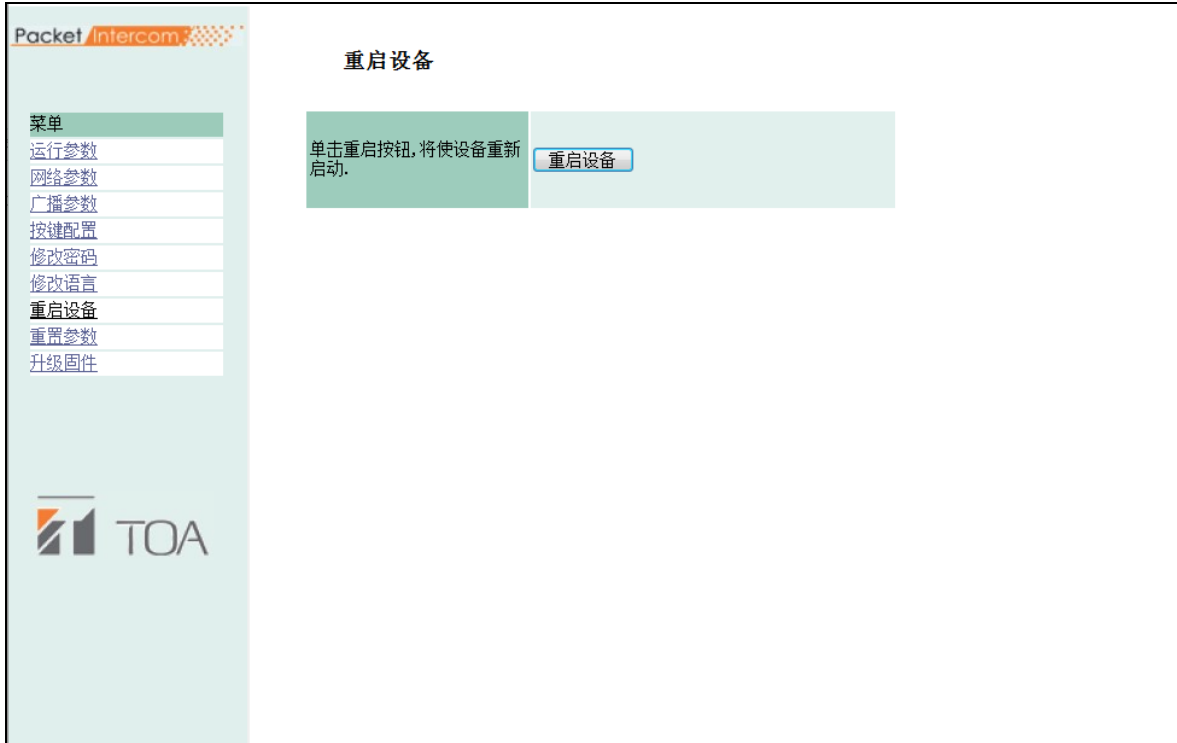 Packet Intercom
重启设备
菜单
运行参数
网络参数
广播参数
按键配置
修改密码
修改语言
重启设备
重置参数
升级固件
单击重启按钮,将使设备重新
启动.
重启设备
TOA